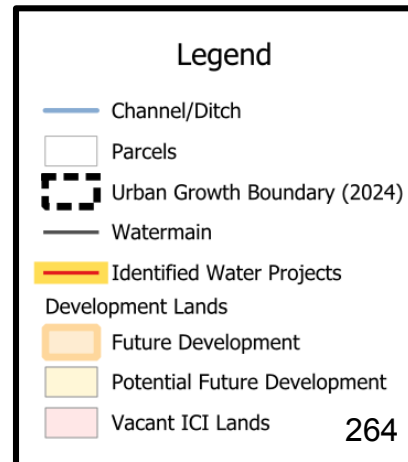 Legend
Channel/Ditch
Parcels
Urban Growth Boundary (2024)
Watermain
Identified Water Projects
Development Lands
Future Development
Potential Future Development
Vacant ICI Lands
264